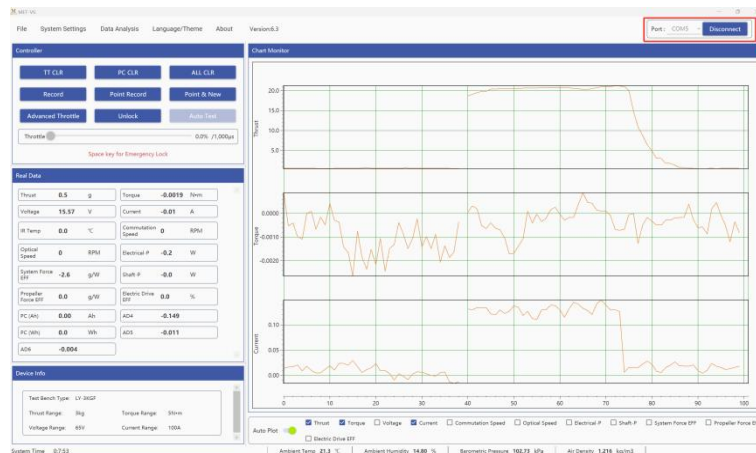 MST-VG
File System Settings Data Analysis Language/Theme About Version6.3
Port: COM5 Disconnect
Controller
TT CLR PC CLR ALL CLR
Record Point Record Point & New
Advanced Throttle Unlock Auto Test
Throttle 0.0% /1,000μs
Space key for Emergency Lock
Real Data
Thrust 0.5 g Torque -0.0019 N•m
Voltage 15.57 V Current -0.01 A
IR Temp 0.0 ℃ Commutation Speed 0 RPM
Optical Speed 0 RPM Electrical-P -0.2 W
System Force EFF -2.6 g/W Shaft-P -0.0 W
Propeller Force EFF 0.0 g/W Electric Drive EFF 0.0 %
PC (Ah) 0.00 Ah AD4 -0.149
PC (Wh) 0.0 Wh AD5 -0.011
AD6 -0.004
Device Info
Test Bench Type: LY-3KGF
Thrust Range: 3kg Torque Range: 5N•m
Voltage Range: 65V Current Range: 100A
Chart Monitor
Thrust
20.0
15.0
10.0
5.0
Torque
0.0000
-0.0010
-0.0020
Current
0.10
0.05
0.00
0 10 20 30 40 50 60 70 80 90 100
Auto Plot Thrust Torque Voltage Current Commutation Speed Optical Speed Electrical-P Shaft-P System Force EFF Propeller Force E
Electric Drive EFF
System Time 0:7:53 Ambient Temp 21.3 ℃ Ambient Humidity 14.80 % Barometric Pressure 102.73 kPa Air Density 1.216 kg/m3